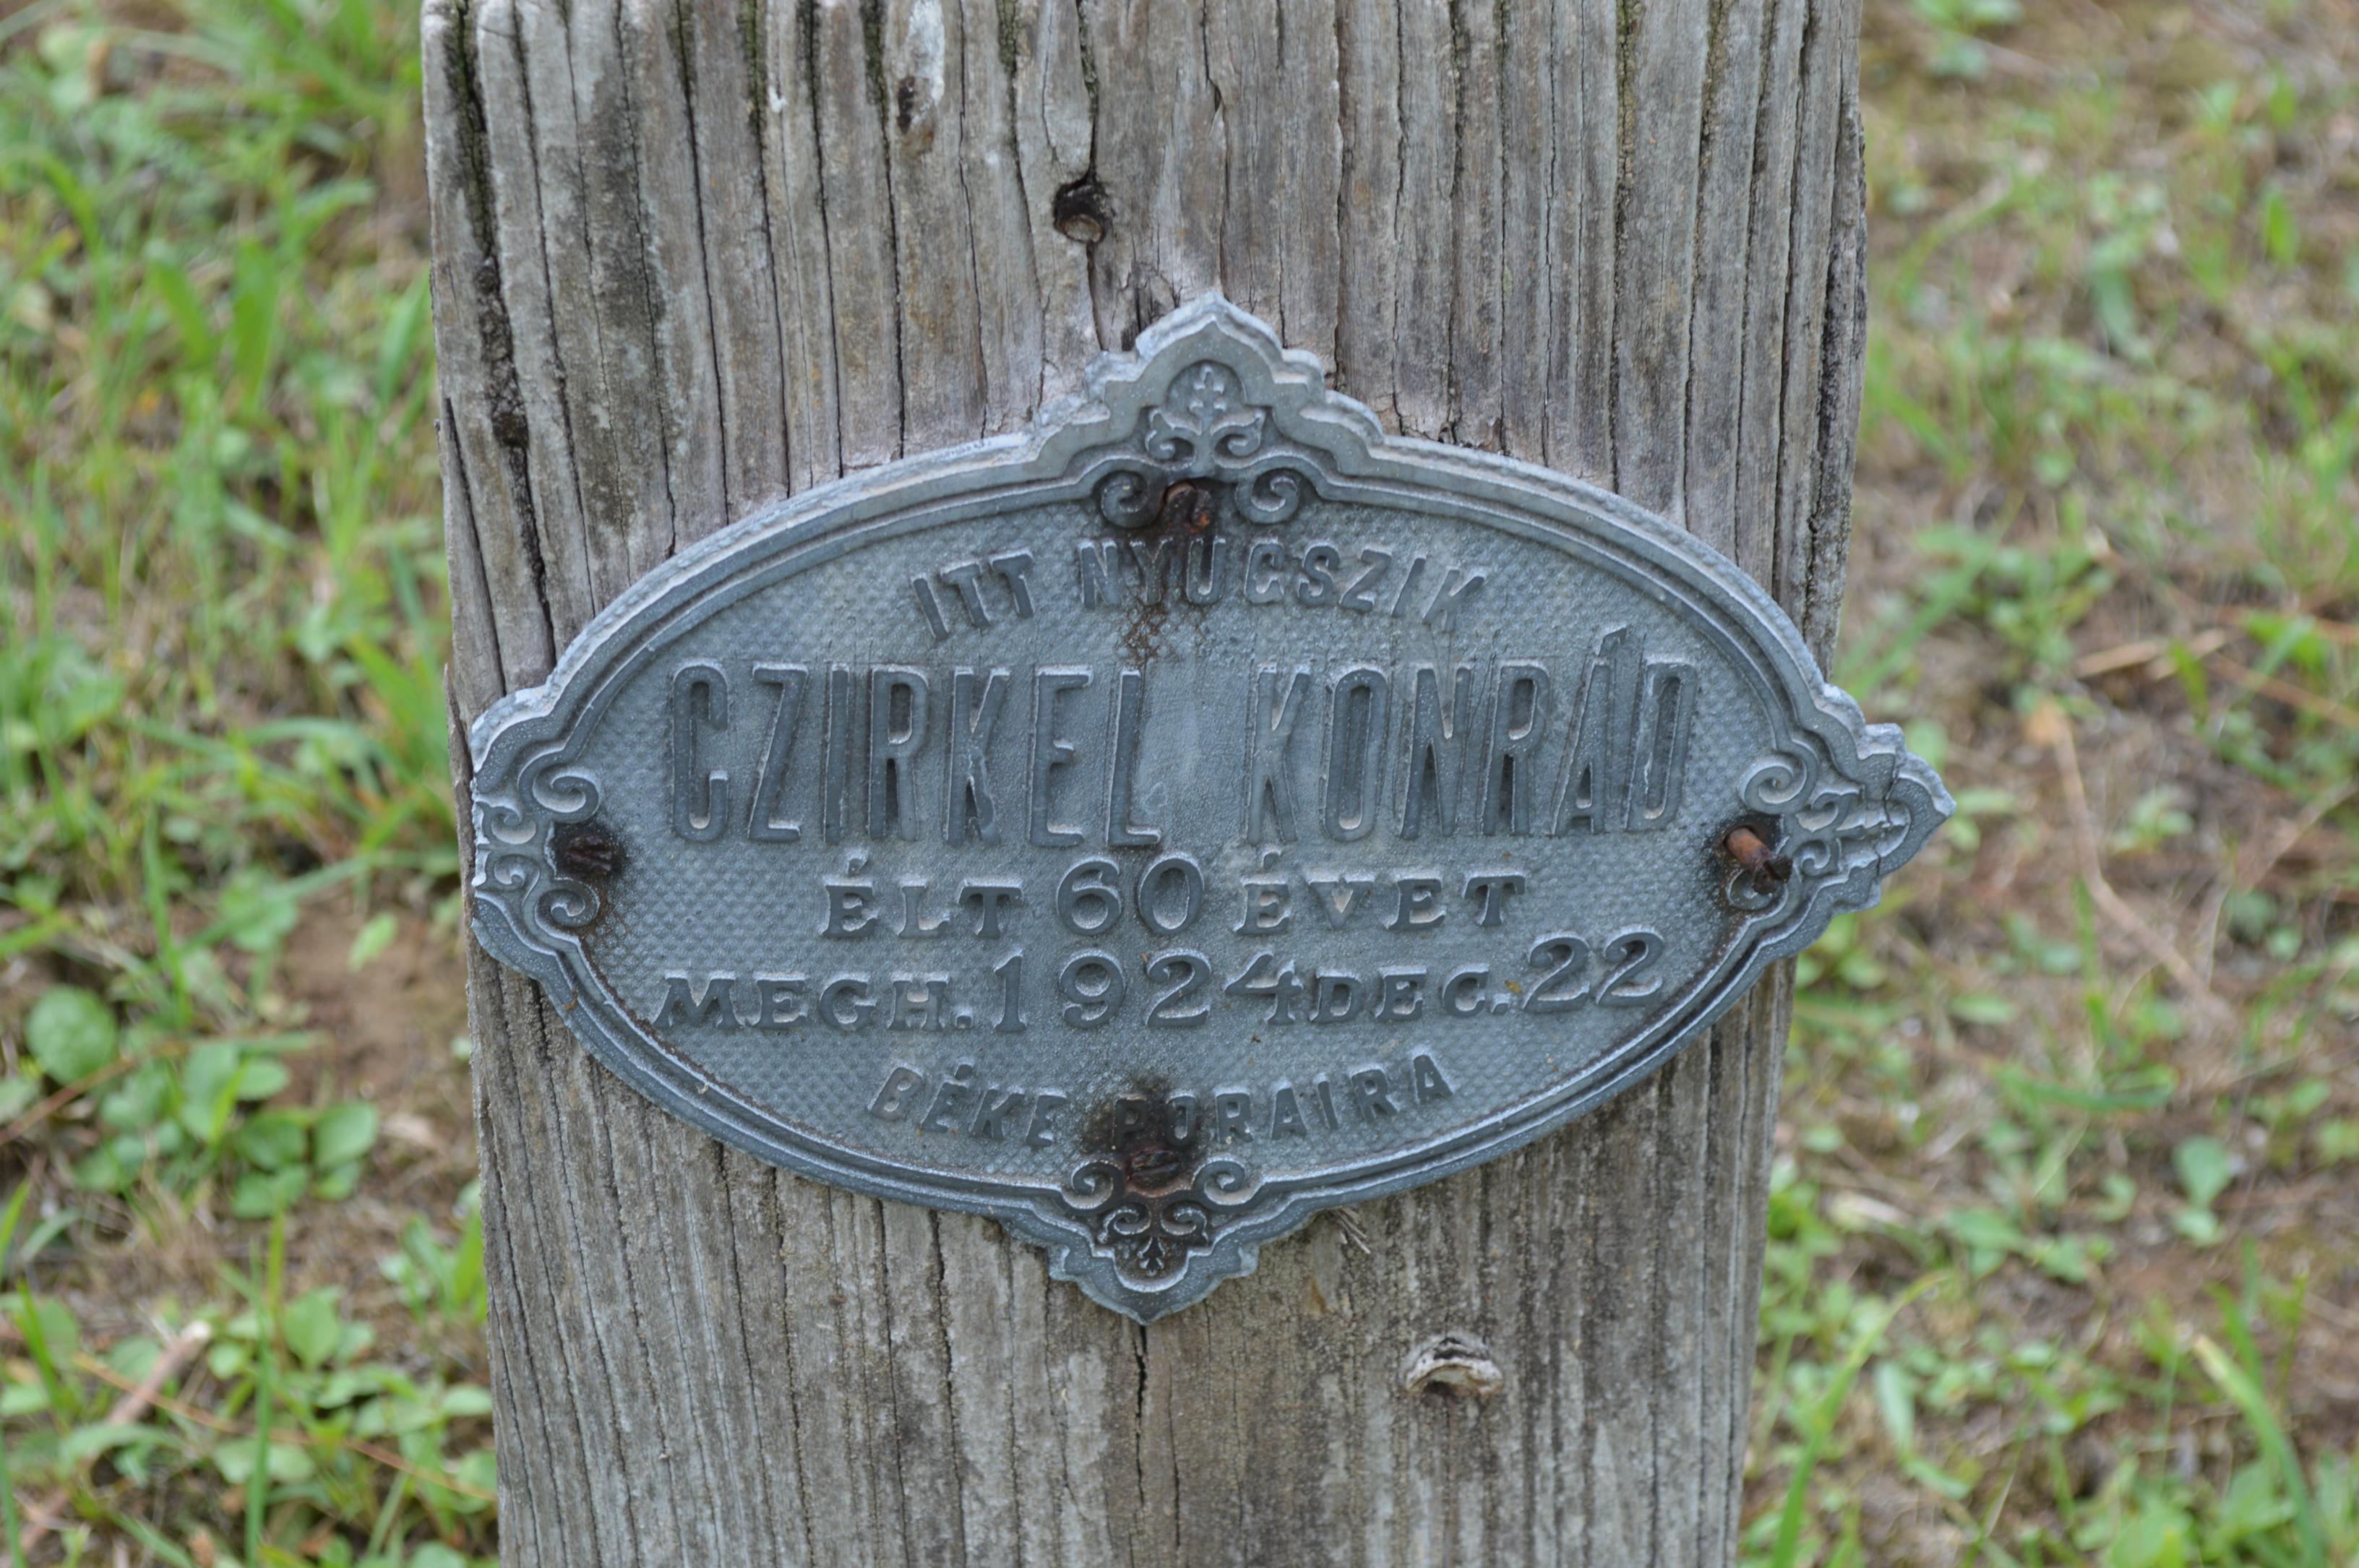 ITT NYUGSZIK
CZIRKEL KONRÁD
ÉLT 60 ÉVET
MEGH. 1924 DEC. 22
BÉKE PORAIRA